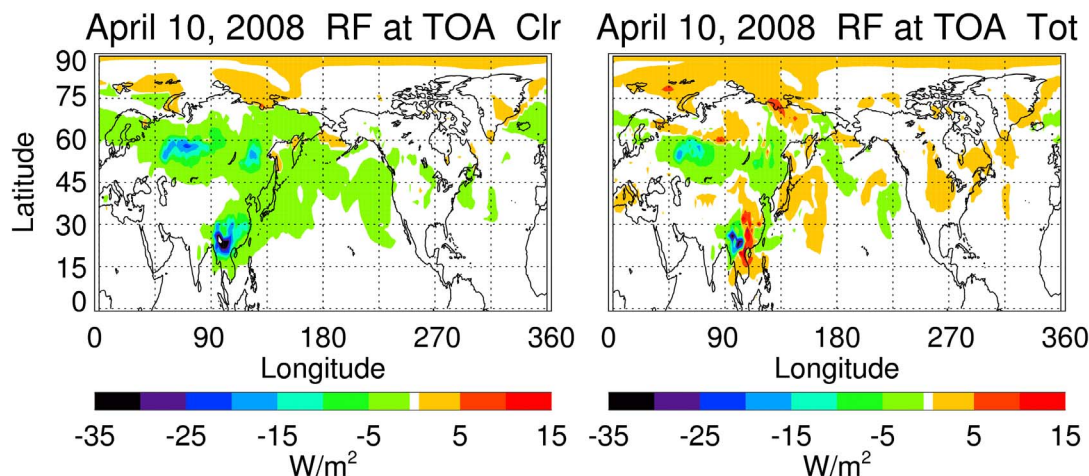 April 10, 2008 RF at TOA Clr
April 10, 2008 RF at TOA Tot
90
75
60
45
30
15
0
Latitude
0 90 180 270 360
Longitude
0 90 180 270 360
Longitude
-35 -25 -15 -5 5 15
W/m²
-35 -25 -15 -5 5 15
W/m²